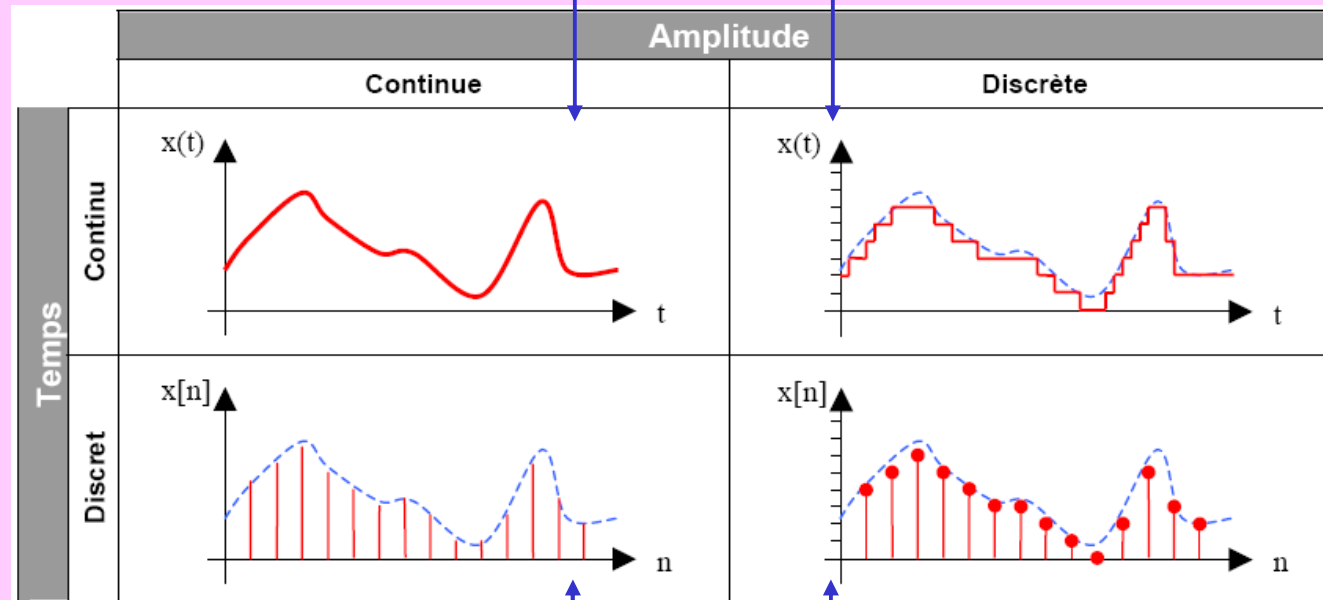 Amplitude
Continue Discrète
Temps
Continu
x(t) t
x(t) t
Discret
x[n] n
x[n] n